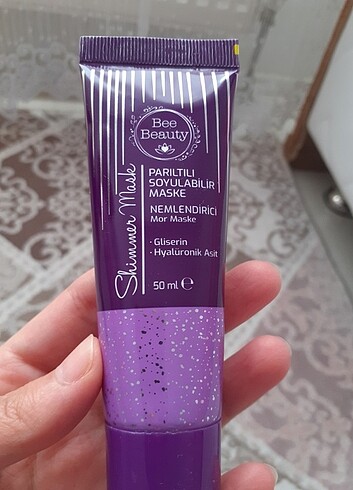 Bee
Beauty
Shimmer Mask
PARILTILI
SOYULABİLİR
MASKE
NEMLENDİRİCİ
Mor Maske
· Gliserin
· Hyalüronik Asit
50 ml ℮